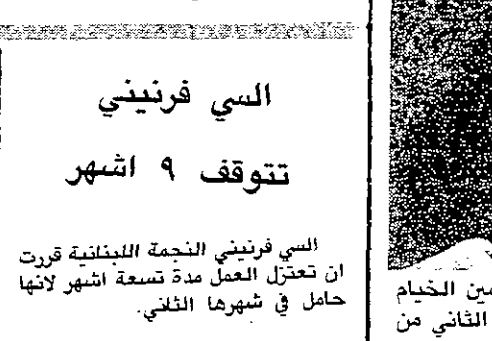 السي فرنيني
تتوقف ٩ اشهر
السي فرنيني النجمة اللبنانية قررت
ان تعتزل العمل مدة تسعة اشهر لانها
حامل في شهرها الثاني.
مين الخيام
الثاني من